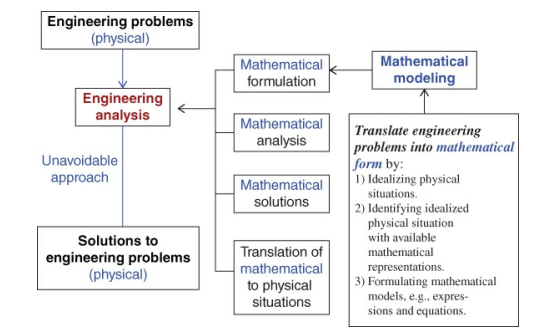 Engineering problems
(physical)
Engineering
analysis
Unavoidable
approach
Solutions to
engineering problems
(physical)
Mathematical
formulation
Mathematical
analysis
Mathematical
solutions
Translation of
mathematical
to physical
situations
Mathematical
modeling
Translate engineering
problems into mathematical
form by:
1) Idealizing physical
situations.
2) Identifying idealized
physical situation
with available
mathematical
representations.
3) Formulating mathematical
models, e.g., expres-
sions and equations.